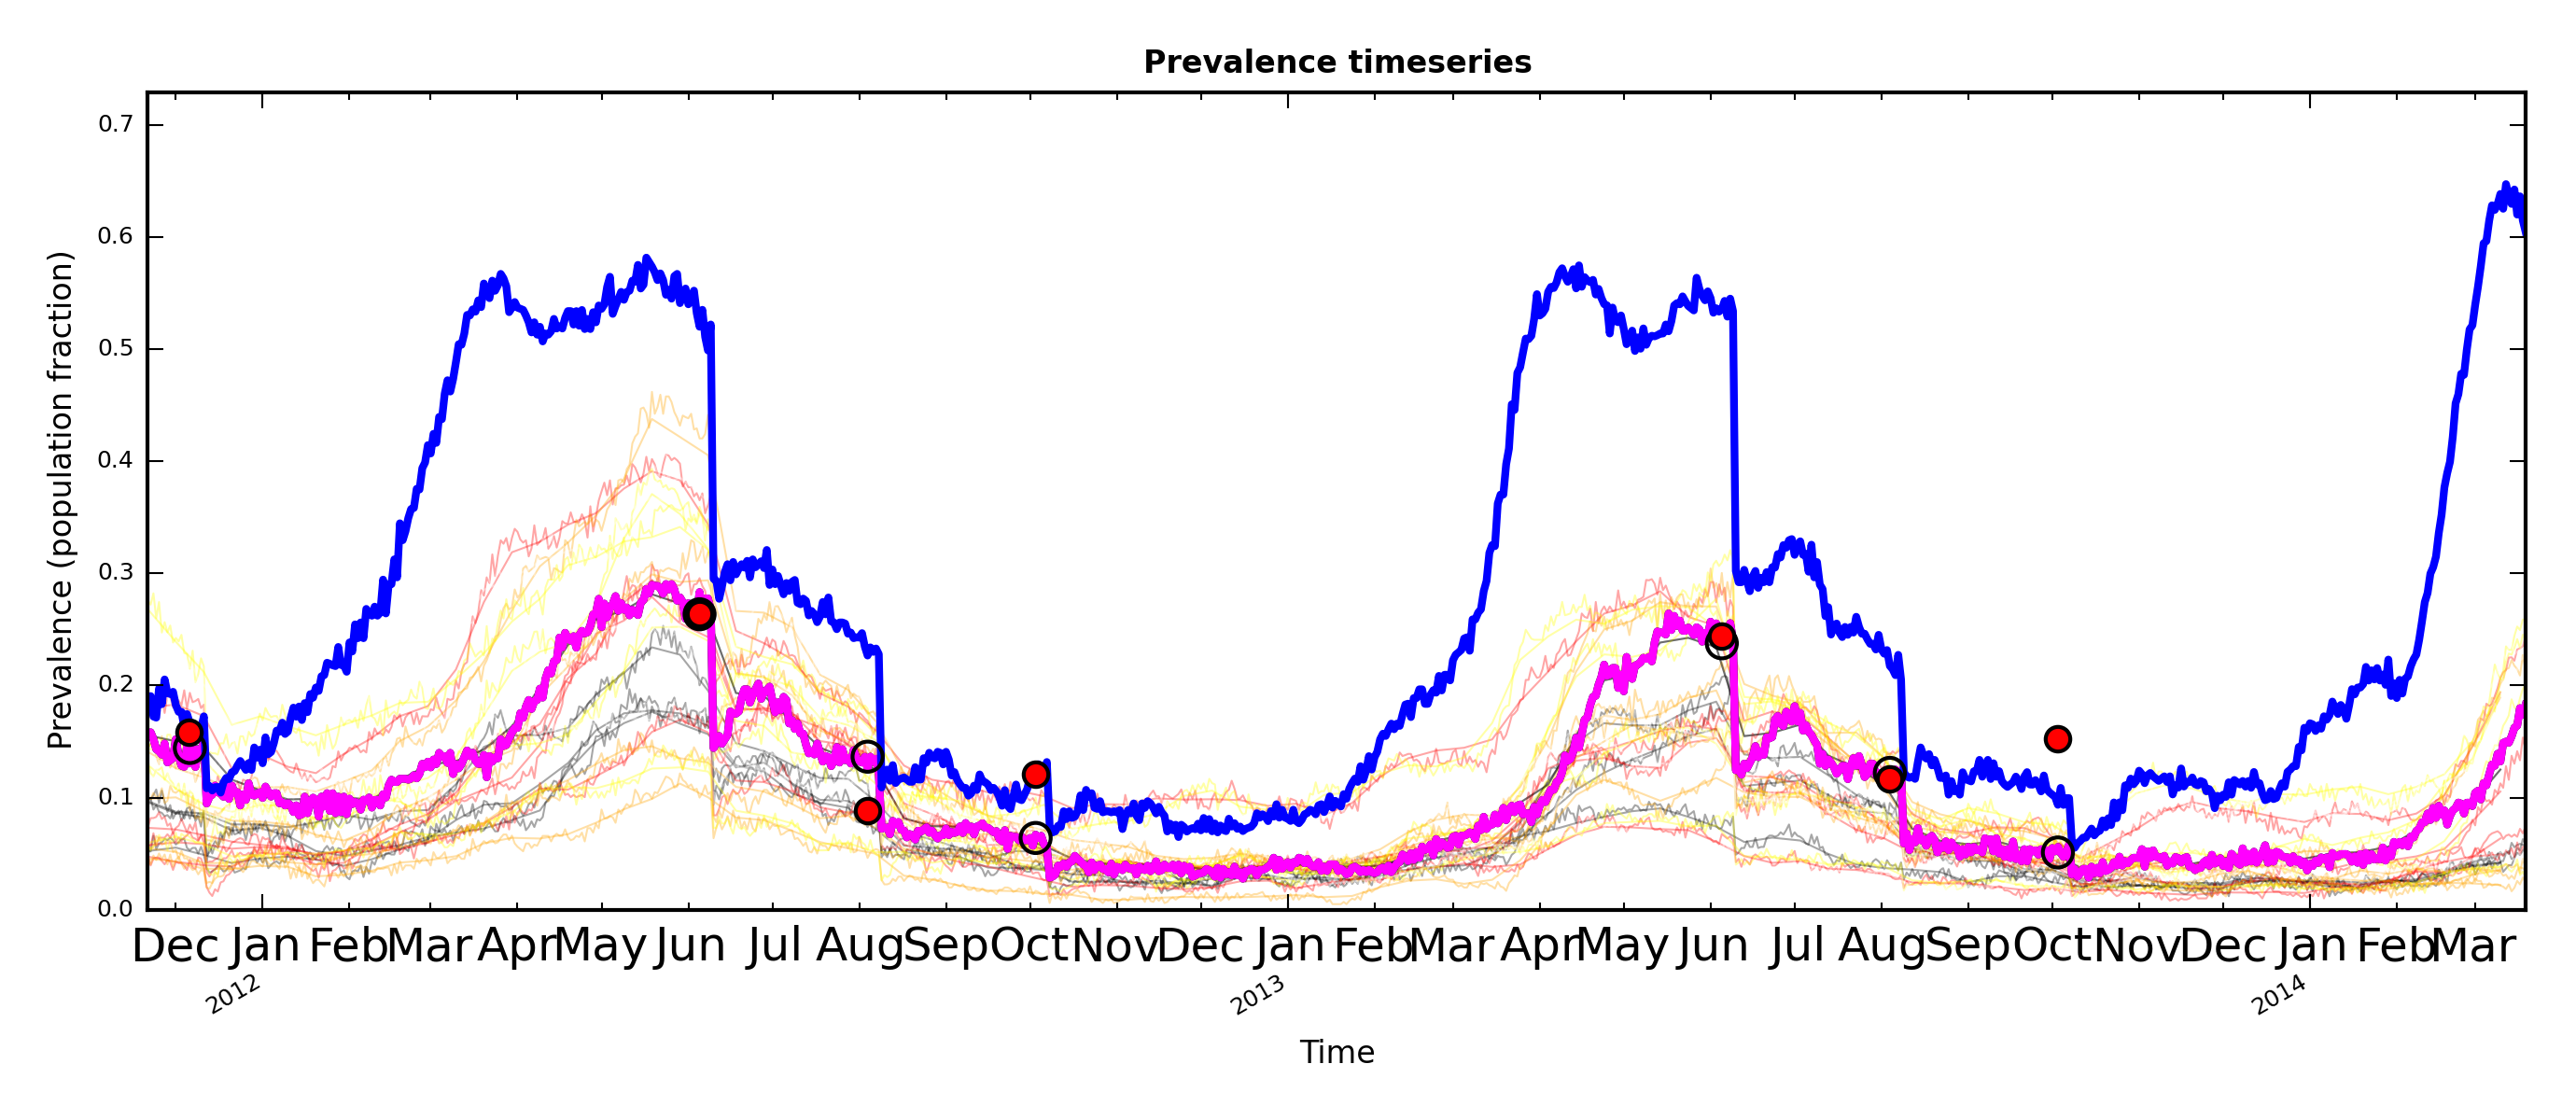 Prevalence timeseries
Prevalence (population fraction)
0.7
0.6
0.5
0.4
0.3
0.2
0.1
0.0
Dec Jan Feb Mar Apr May Jun Jul Aug Sep Oct Nov Dec Jan Feb Mar Apr May Jun Jul Aug Sep Oct Nov Dec Jan Feb Mar
2012 2013 2014
Time